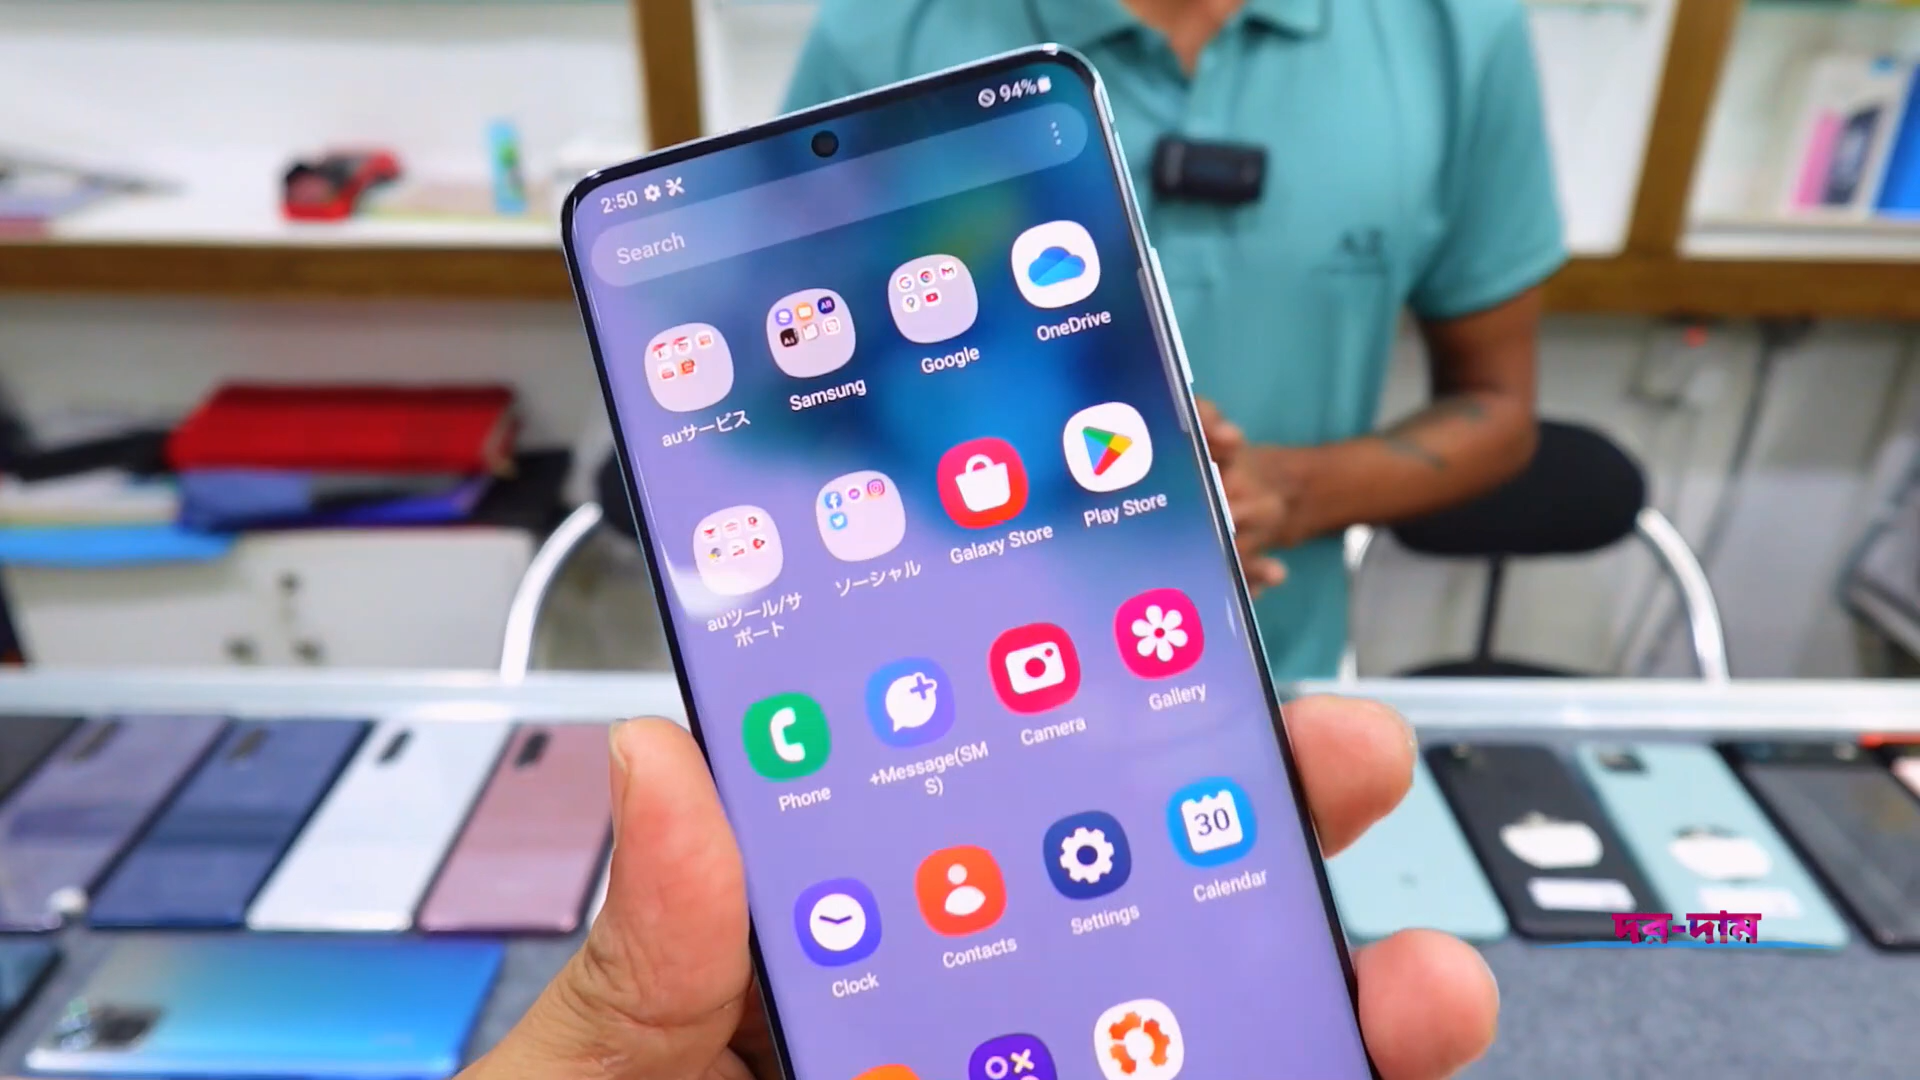 94%
2:50
Search
auサービス
Samsung
Google
OneDrive
auツール/サ
ポート
ソーシャル
Galaxy Store
Play Store
Phone
+Message(SM
S)
Camera
Gallery
Clock
Contacts
Settings
30
Calendar
দর-দাম